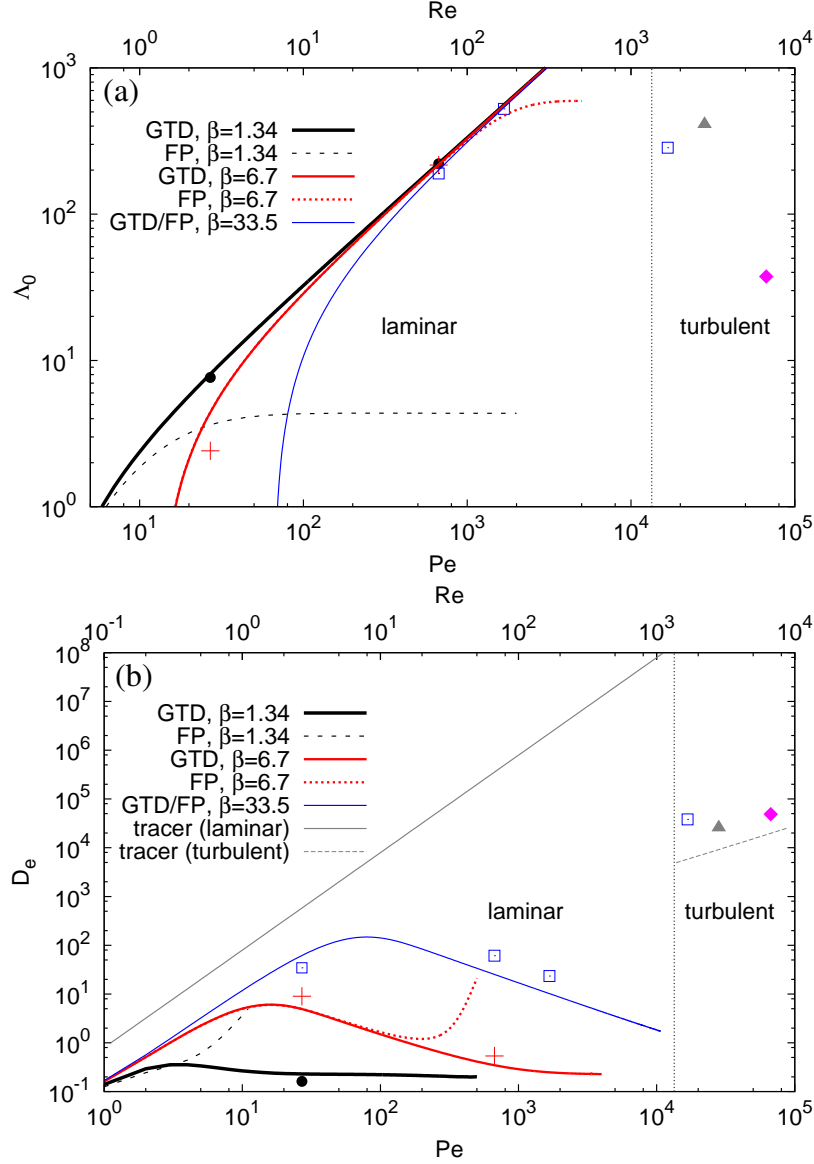 Re
10^0 10^1 10^2 10^3 10^4
10^3
(a)
GTD, β=1.34
FP, β=1.34
GTD, β=6.7
FP, β=6.7
GTD/FP, β=33.5
10^2
Λ_0
laminar turbulent
10^1
10^0
10^1 10^2 10^3 10^4 10^5
Pe
Re
10^-1 10^0 10^1 10^2 10^3 10^4
10^8
(b)
GTD, β=1.34
10^7
FP, β=1.34
GTD, β=6.7
10^6
FP, β=6.7
GTD/FP, β=33.5
10^5
tracer (laminar)
tracer (turbulent)
10^4
D_e
10^3
laminar turbulent
10^2
10^1
10^0
10^-1
10^0 10^1 10^2 10^3 10^4 10^5
Pe